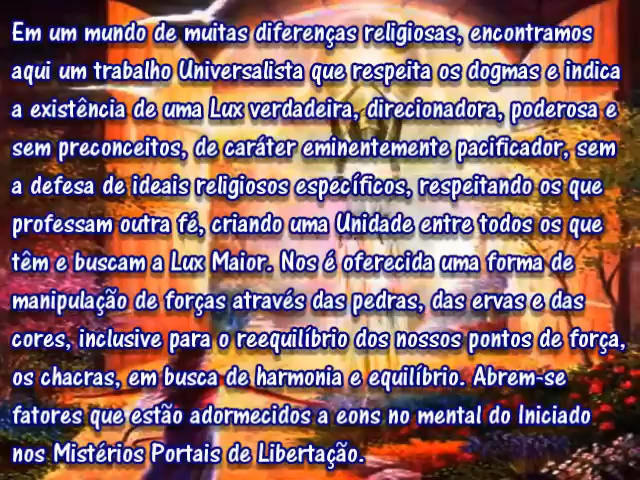 Em um mundo de muitas diferenças religiosas, encontramos
aqui um trabalho Universalista que respeita os dogmas e indica
a existência de uma Lux verdadeira, direcionadora, poderosa e
sem preconceitos, de caráter eminentemente pacificador, sem
a defesa de ideais religiosos específicos, respeitando os que
professam outra fé, criando uma Unidade entre todos os que
têm e buscam a Lux Maior. Nos é oferecida uma forma de
manipulação de forças através das pedras, das ervas e das
cores, inclusive para o reequilíbrio dos nossos pontos de força,
os chacras, em busca de harmonia e equilíbrio. Abrem-se
fatores que estão adormecidos a eons no mental do Iniciado
nos Mistérios Portais de Libertação.